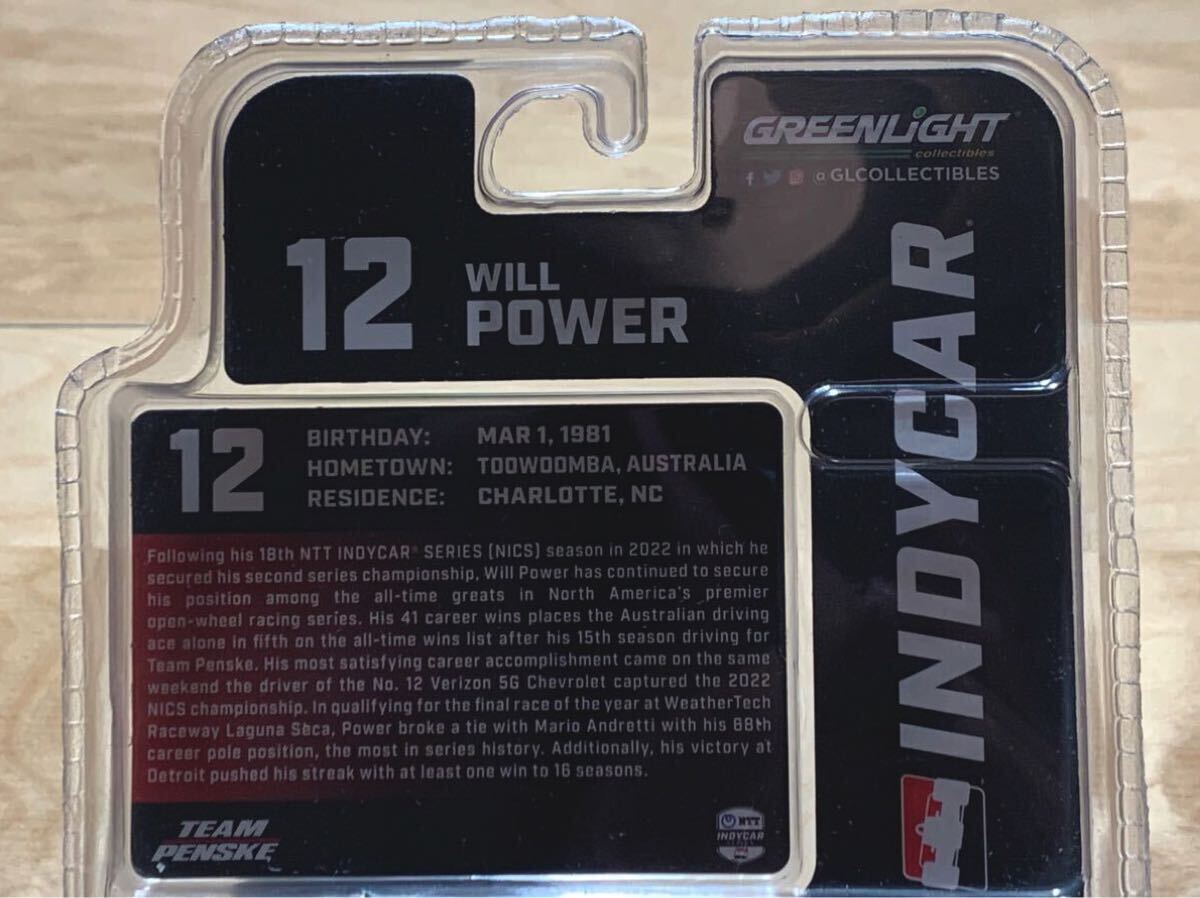 GREENLiGHT
collectibles
@GLCOLLECTIBLES
12 WILL
POWER
INDYCAR
12
BIRTHDAY: MAR 1, 1981
HOMETOWN: TOOWOOMBA, AUSTRALIA
RESIDENCE: CHARLOTTE, NC
Following his 18th NTT INDYCAR® SERIES (NICS) season in 2022 in which he
secured his second series championship, Will Power has continued to secure
his position among the all-time greats in North America's premier
open-wheel racing series. His 41 career wins places the Australian driving
ace alone in fifth on the all-time wins list after his 15th season driving for
Team Penske. His most satisfying career accomplishment came on the same
weekend the driver of the No. 12 Verizon 5G Chevrolet captured the 2022
NICS championship. In qualifying for the final race of the year at WeatherTech
Raceway Laguna Seca, Power broke a tie with Mario Andretti with his 68th
career pole position, the most in series history. Additionally, his victory at
Detroit pushed his streak with at least one win to 16 seasons.
TEAM
PENSKE
NTT
INDYCAR
SERIES